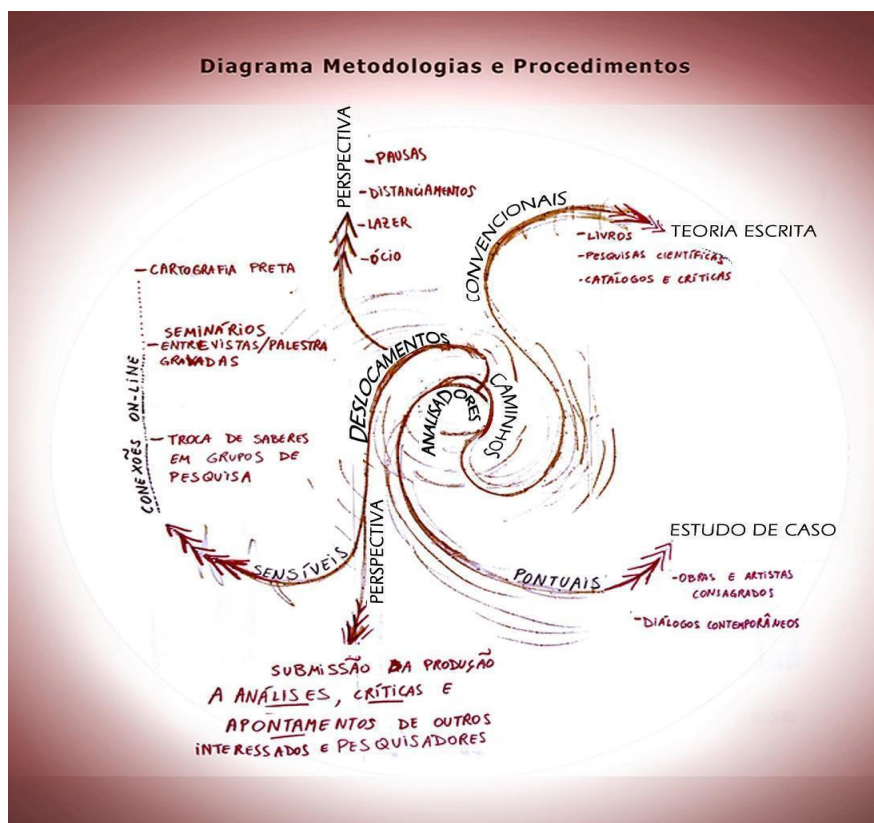 Diagrama Metodologias e Procedimentos
PERSPECTIVA
-PAUSAS
-DISTANCIAMENTOS
-LAZER
-ÓCIO
CONVENCIONAIS
TEORIA ESCRITA
-LIVROS
-PESQUISAS CIENTÍFICAS
-CATÁLOGOS E CRÍTICAS
-CARTOGRAFIA PRETA
SEMINÁRIOS
-ENTREVISTAS/PALESTRA
GRAVADAS
-TROCA DE SABERES
EM GRUPOS DE
PESQUISA
CONEXÕES ON-LINE
DESLOCAMENTOS
ANALISADORES
CAMINHOS
SENSÍVEIS
PERSPECTIVA
PONTUAIS
ESTUDO DE CASO
-OBRAS E ARTISTAS
CONSAGRADOS
-DIÁLOGOS CONTEMPORÂNEOS
SUBMISSÃO DA PRODUÇÃO
A ANÁLISES, CRÍTICAS E
APONTAMENTOS DE OUTROS
INTERESSADOS E PESQUISADORES